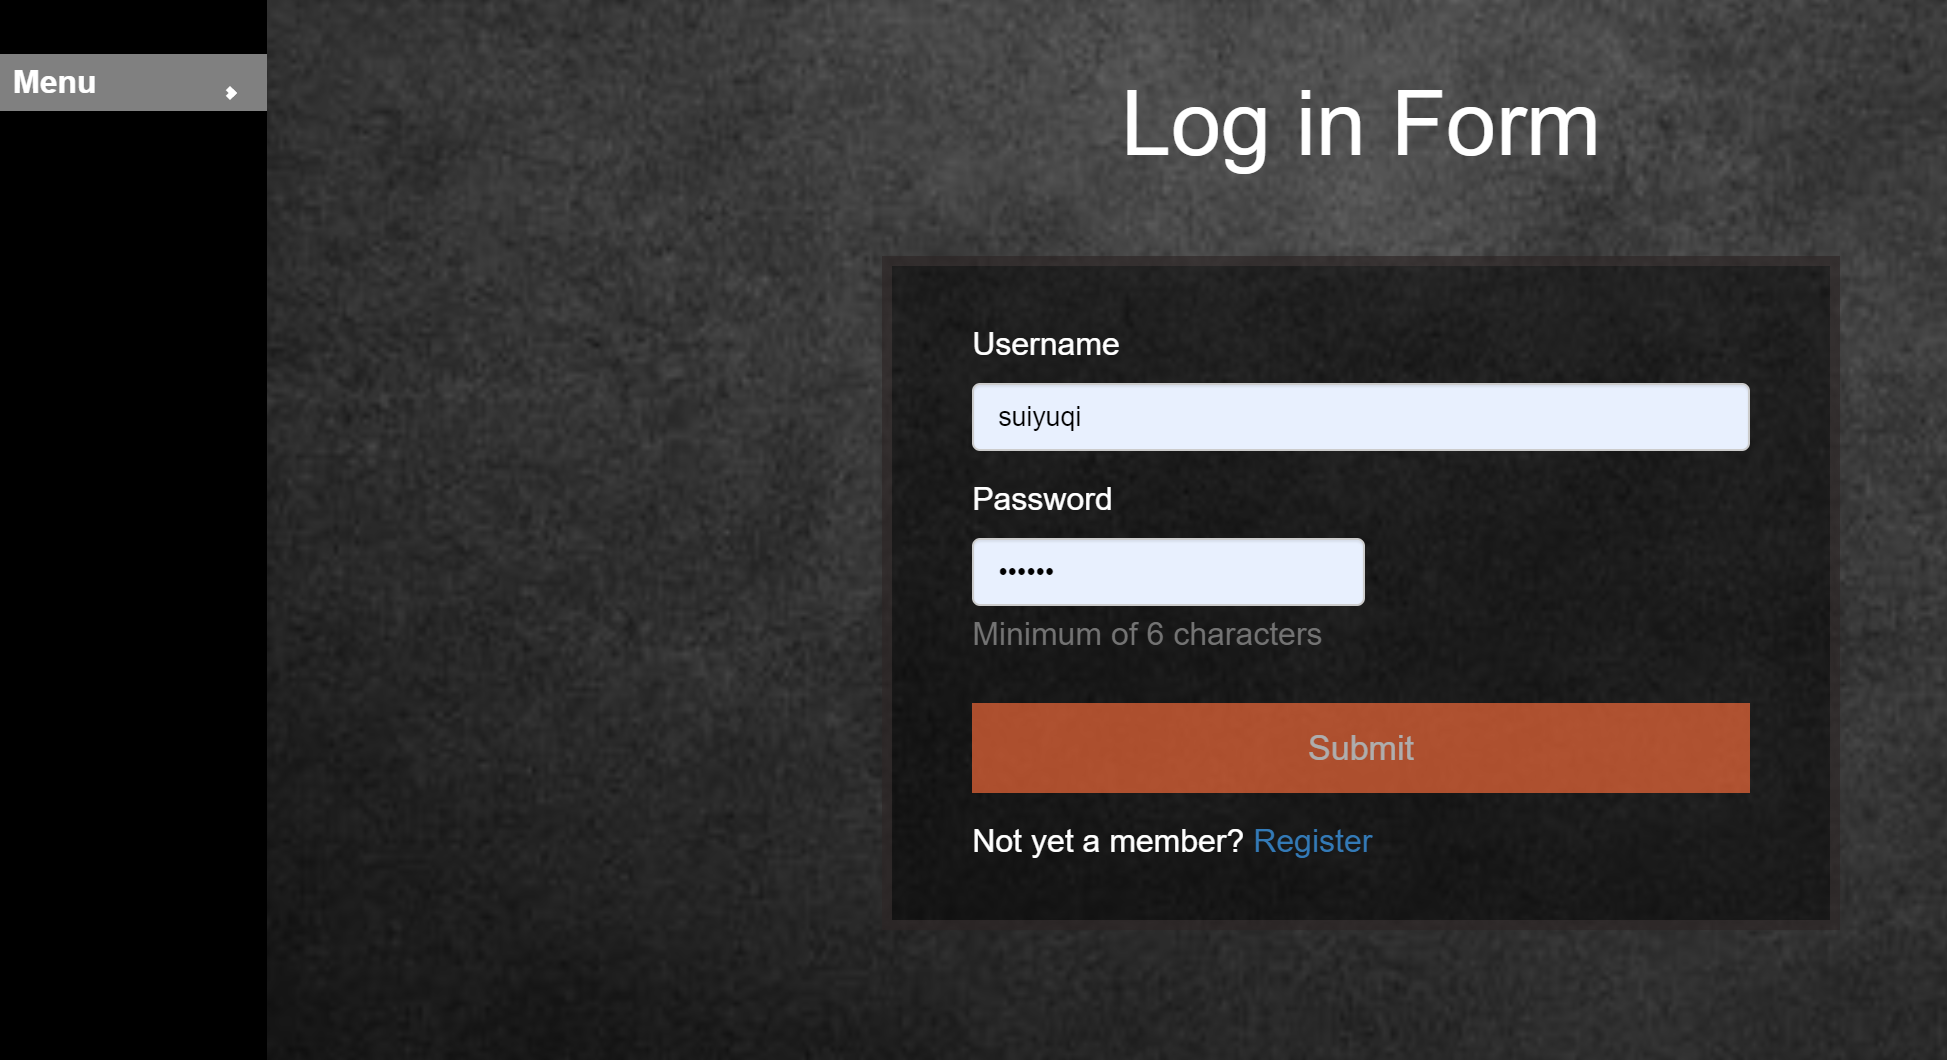 Menu
Log in Form
Username
suiyuqi
Password
••••••
Minimum of 6 characters
Submit
Not yet a member? Register